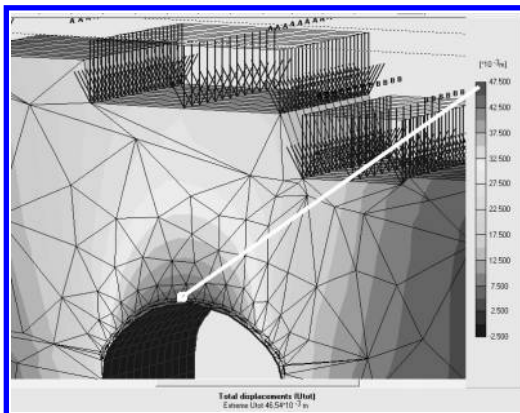 A A A A A A A A A
B B B B B
B B B B B
[*10⁻³m]
47.500
42.500
37.500
32.500
27.500
22.500
17.500
12.500
7.500
2.500
-2.500
Total displacements (Utot)
Extreme Utot 46.54*10⁻³ m